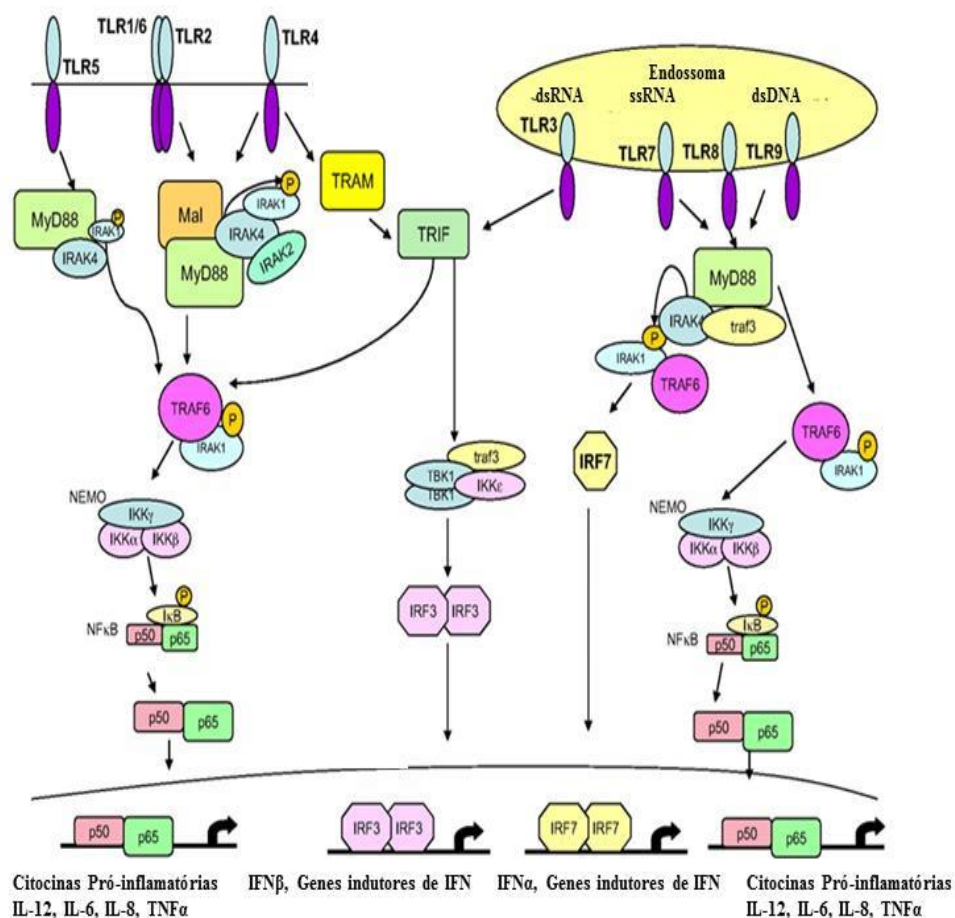 TLR1/6
TLR2
TLR4
TLR5
Endossoma
dsRNA ssRNA dsDNA
TLR3
TLR7 TLR8 TLR9
MyD88
P
IRAK1
IRAK4
Mal
MyD88
IRAK4
P
IRAK1
IRAK2
TRAM
TRIF
MyD88
IRAK4
traf3
P
IRAK1
TRAF6
TRAF6
P
IRAK1
traf3
TBK1
TBK1
IKKε
IRF7
TRAF6
P
IRAK1
NEMO
IKKγ
IKKα IKKβ
NEMO
IKKγ
IKKα IKKβ
P
IκB
NFκB
p50 p65
IRF3 IRF3
P
IκB
NFκB
p50 p65
p50 p65
p50 p65
p50 p65
IRF3 IRF3
IRF7 IRF7
p50 p65
Citocinas Pró-inflamatórias
IL-12, IL-6, IL-8, TNFα
IFNβ, Genes indutores de IFN
IFNα, Genes indutores de IFN
Citocinas Pró-inflamatórias
IL-12, IL-6, IL-8, TNFα